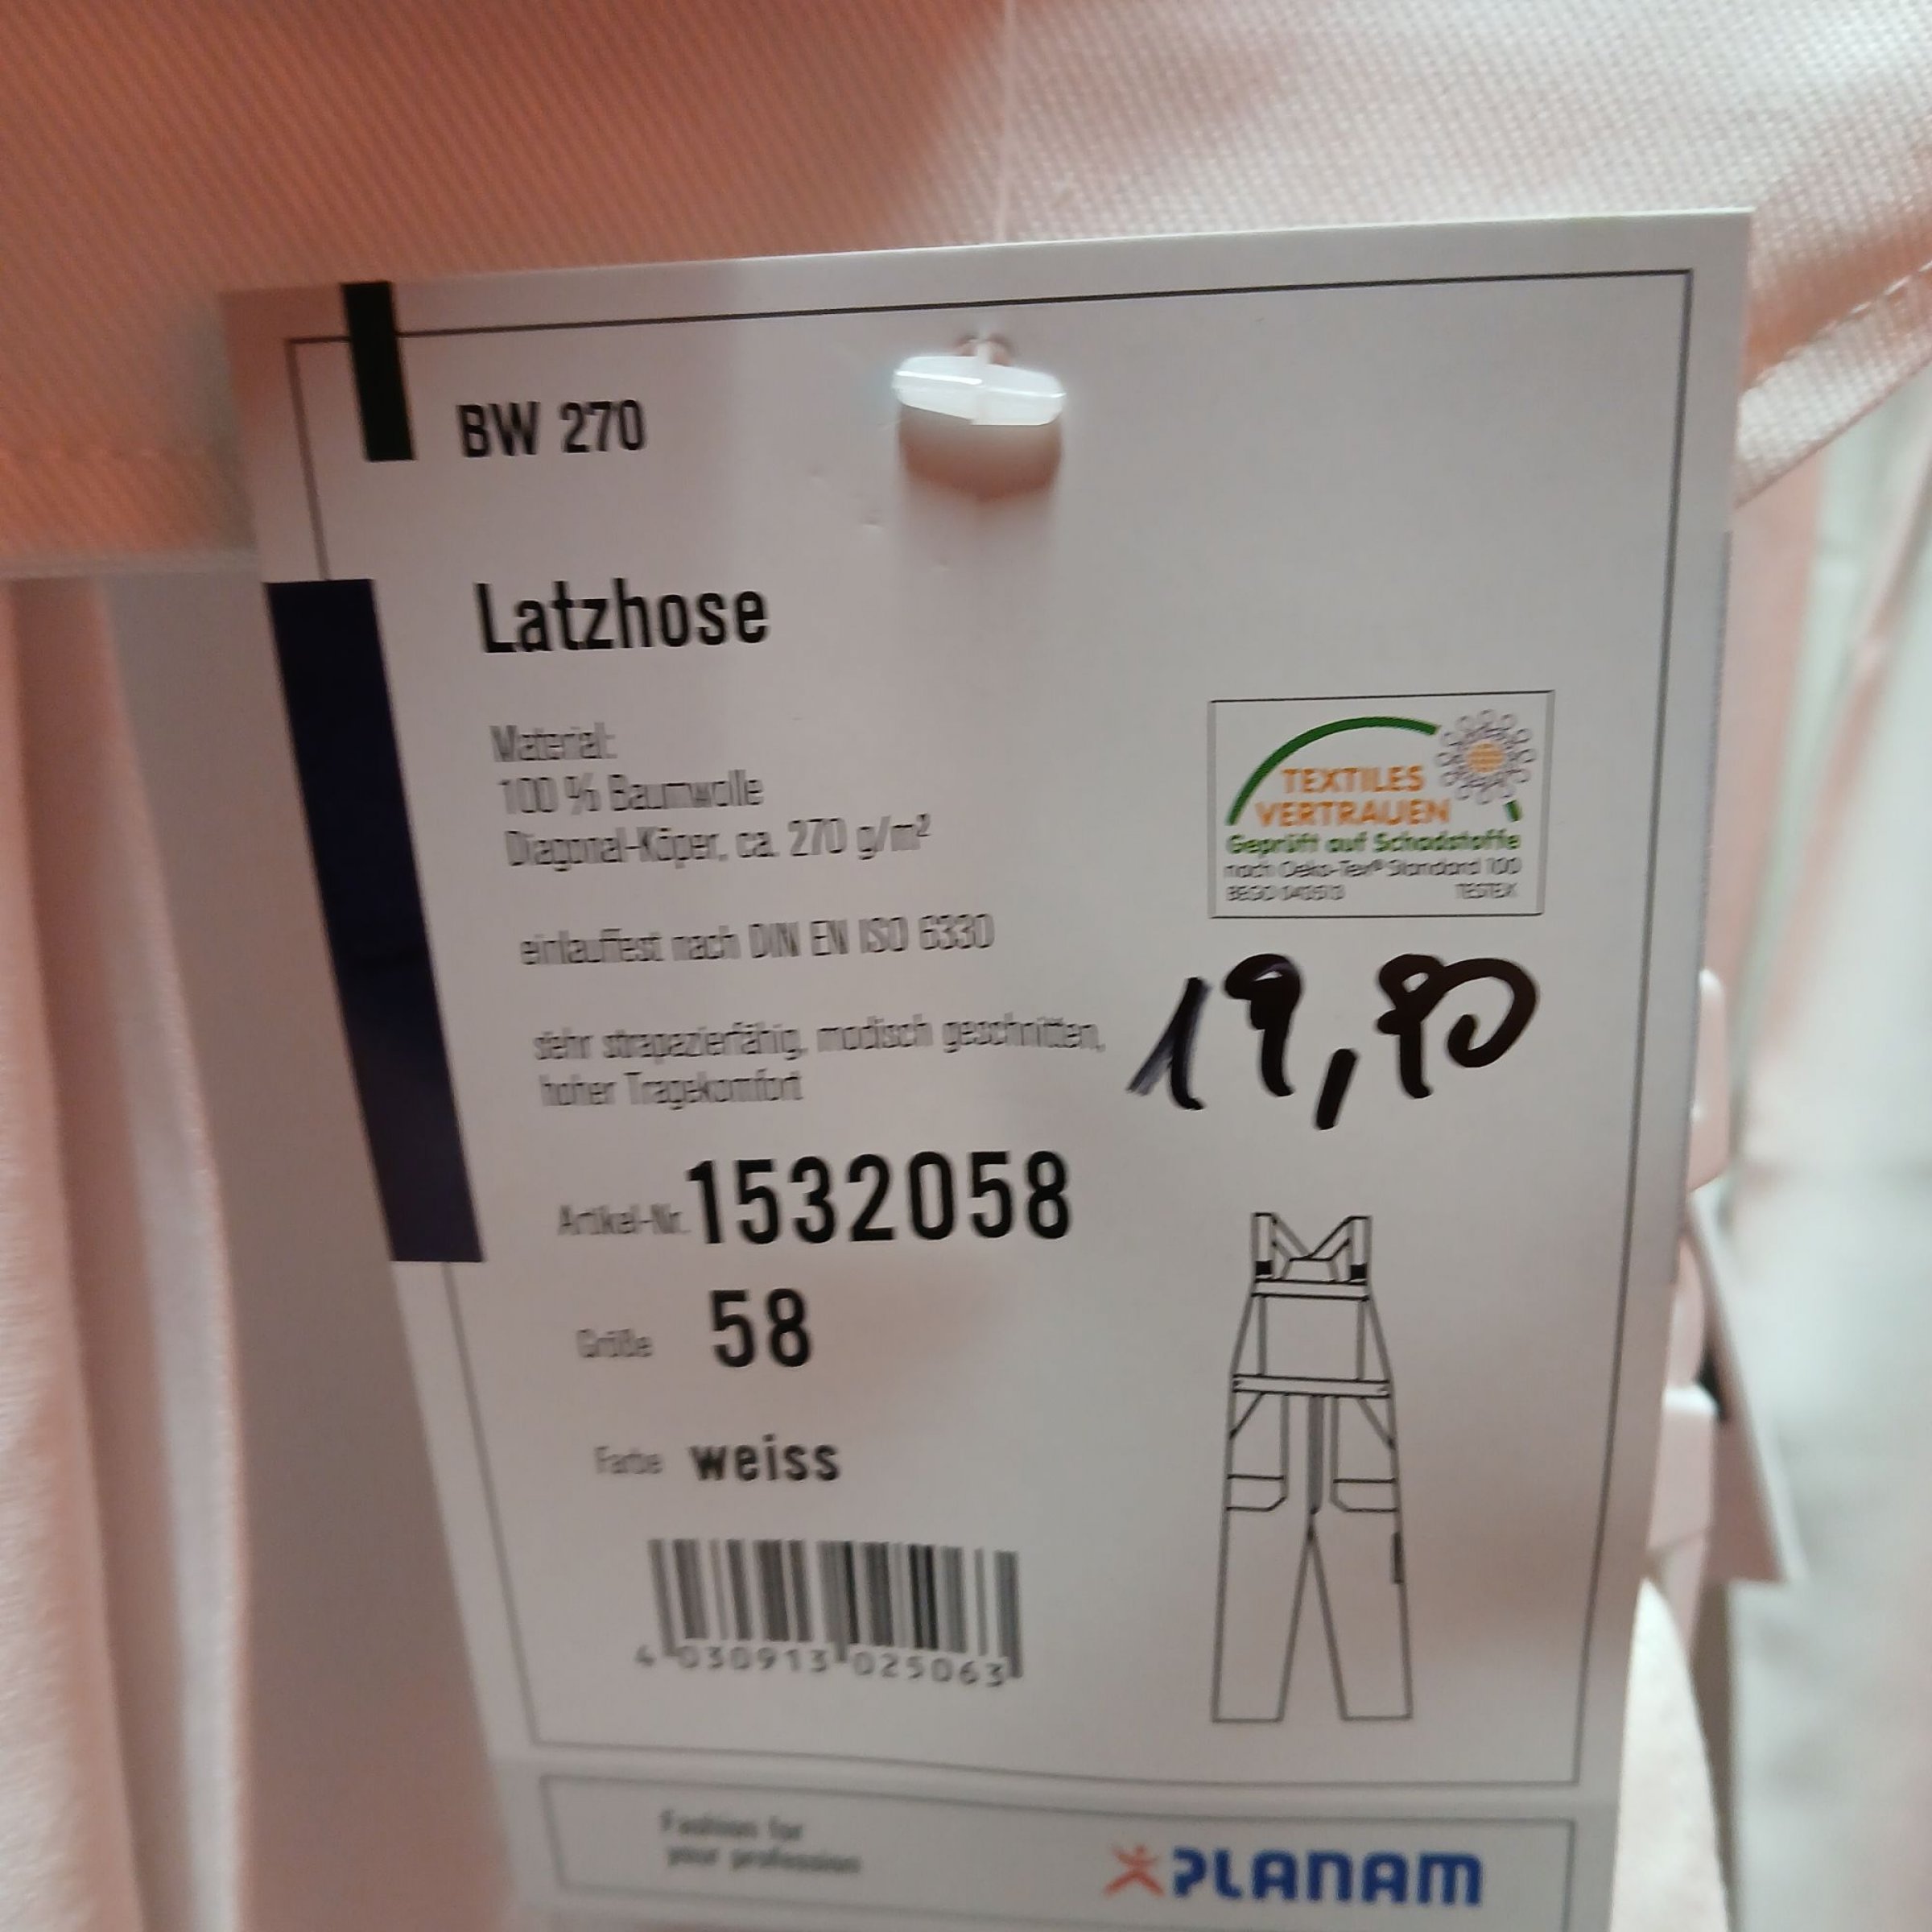 BW 270
Latzhose
Material:
100 % Baumwolle
Diagonal-Köper, ca. 270 g/m²
einlauffest nach DIN EN ISO 6330
sehr strapazierfähig, modisch geschnitten,
hoher Tragekomfort
TEXTILES
VERTRAUEN
Geprüft auf Schadstoffe
nach Oeko-Tex® Standard 100
TESTEX
19,90
Artikel-Nr. 1532058
Größe 58
Farbe weiss
4 030913 025063
Fashion for
your profession
PLANAM